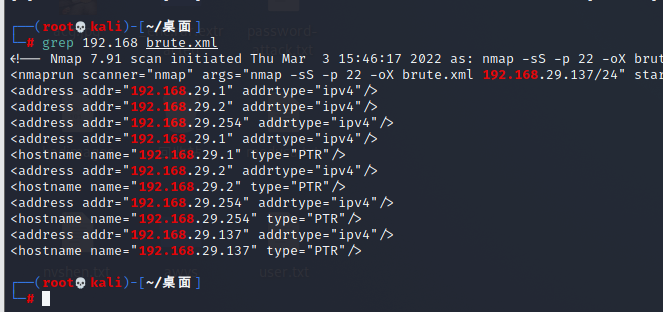 ┌──(root💀kali)-[~/桌面]
└─# grep 192.168 brute.xml
<!-- Nmap 7.91 scan initiated Thu Mar  3 15:46:17 2022 as: nmap -sS -p 22 -oX brut
<nmaprun scanner="nmap" args="nmap -sS -p 22 -oX brute.xml 192.168.29.137/24" star
<address addr="192.168.29.1" addrtype="ipv4"/>
<address addr="192.168.29.2" addrtype="ipv4"/>
<address addr="192.168.29.254" addrtype="ipv4"/>
<address addr="192.168.29.1" addrtype="ipv4"/>
<hostname name="192.168.29.1" type="PTR"/>
<address addr="192.168.29.2" addrtype="ipv4"/>
<hostname name="192.168.29.2" type="PTR"/>
<address addr="192.168.29.254" addrtype="ipv4"/>
<hostname name="192.168.29.254" type="PTR"/>
<address addr="192.168.29.137" addrtype="ipv4"/>
<hostname name="192.168.29.137" type="PTR"/>
user.txt
┌──(root💀kali)-[~/桌面]
└─#